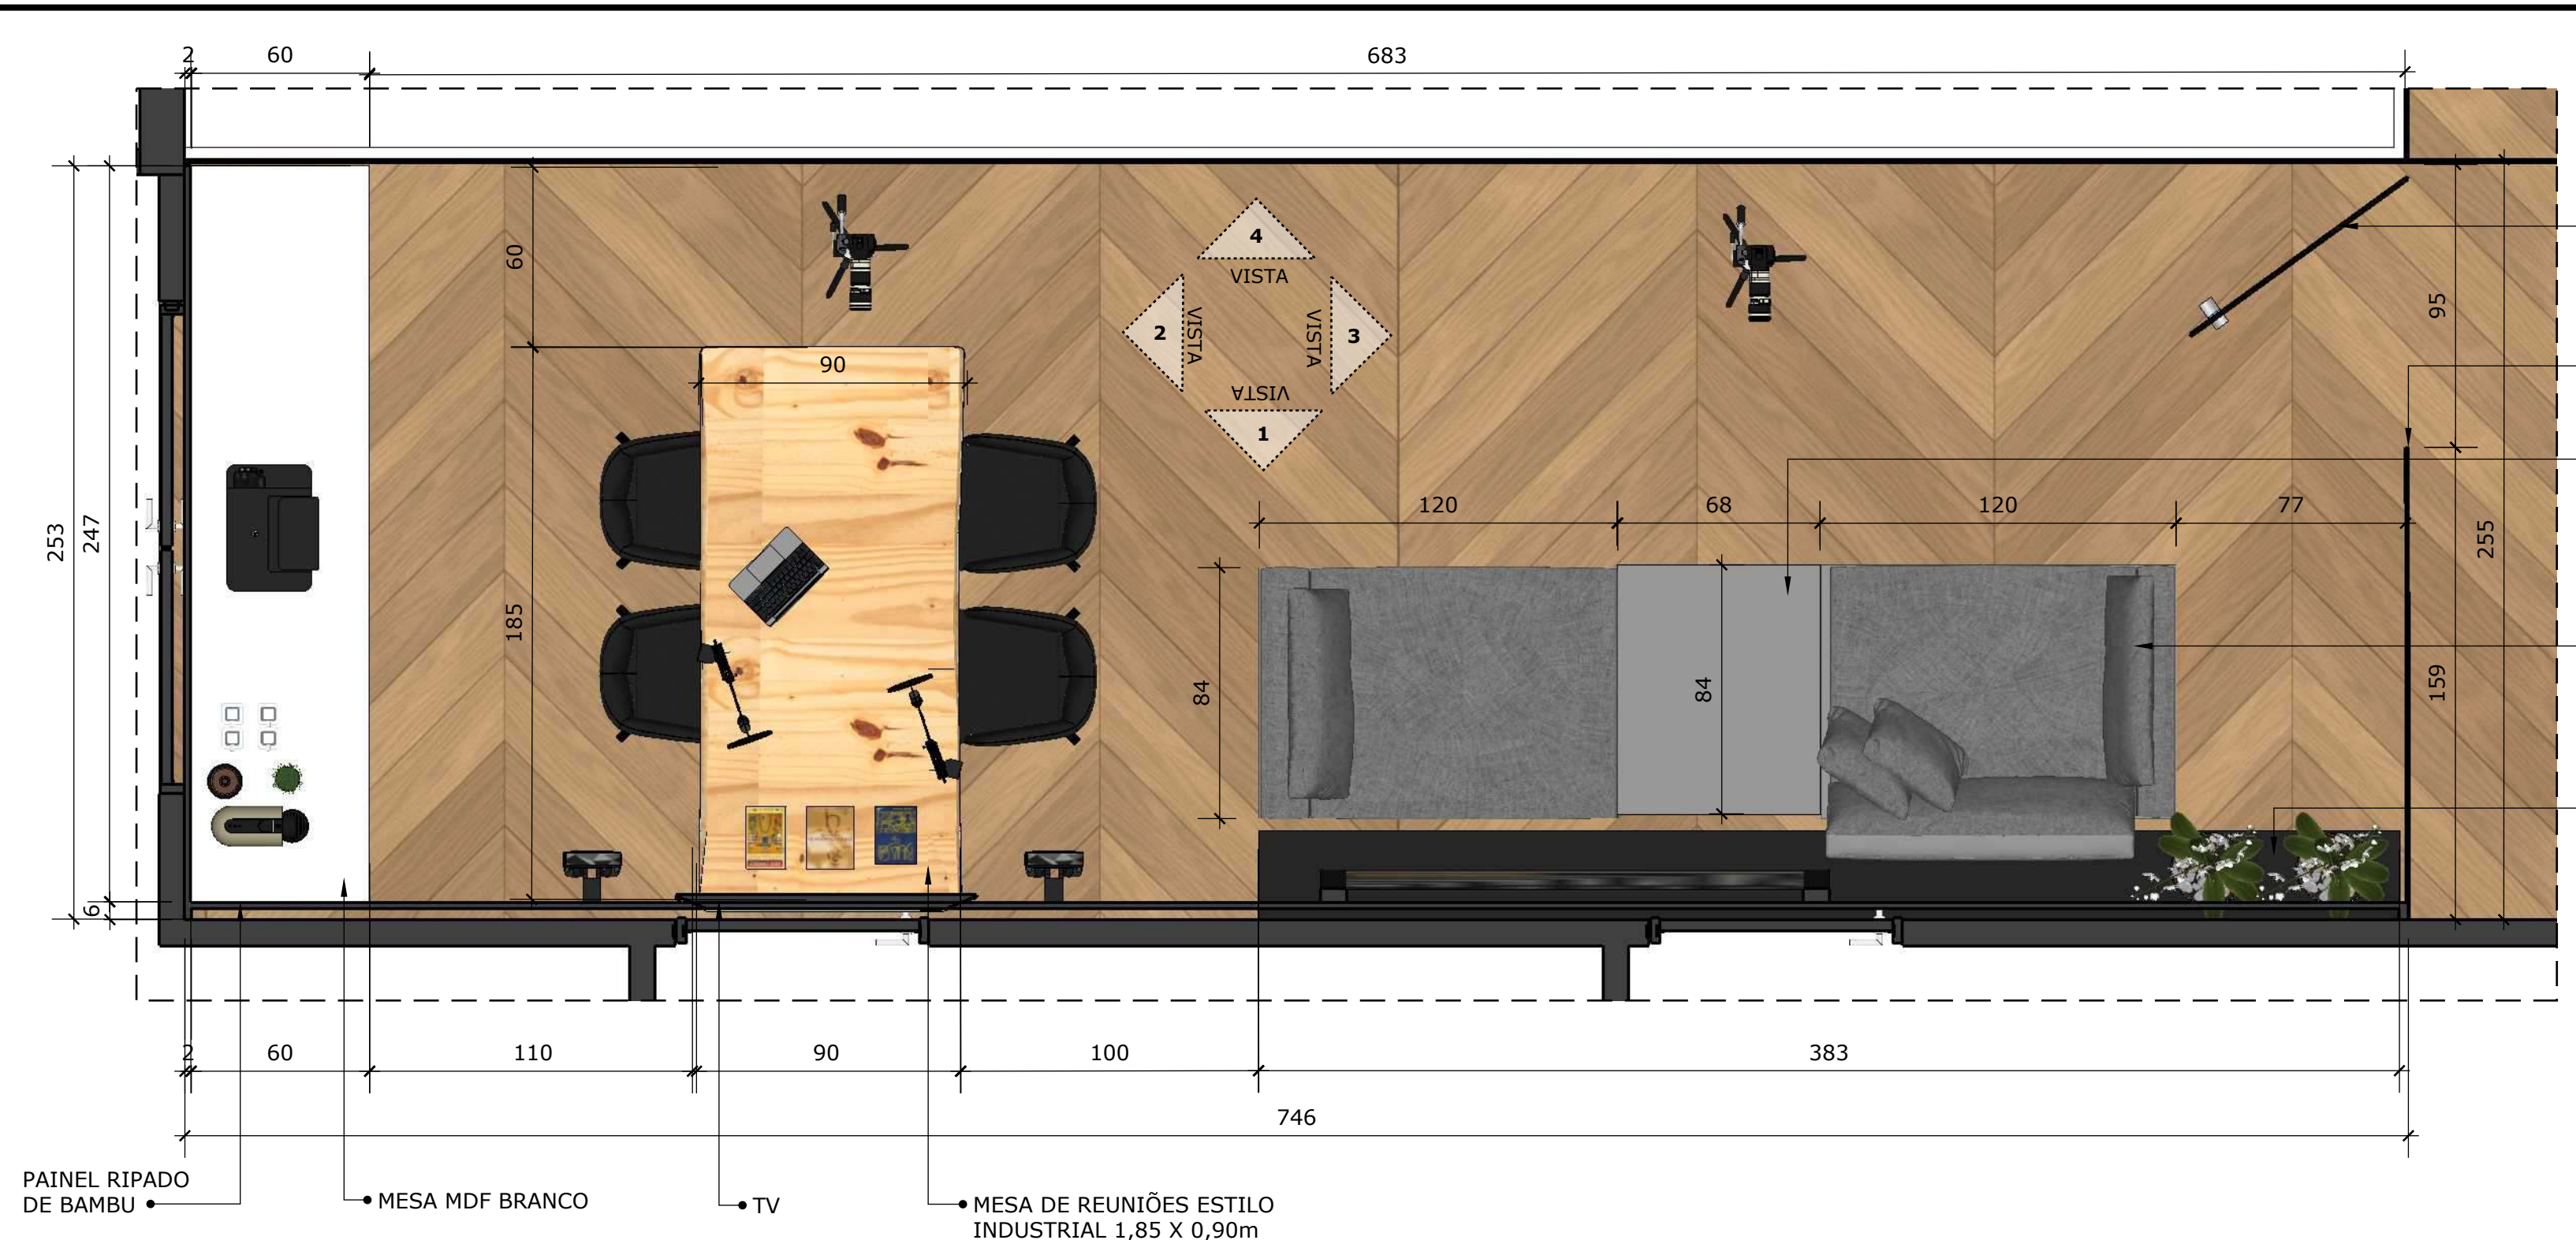 2
60
683
60
90
4
VISTA
2
VISTA
VISTA
3
VISTA
1
95
255
159
120
68
120
77
253
247
6
185
84
84
2
60
110
90
100
383
746
PAINEL RIPADO
DE BAMBU
MESA MDF BRANCO
TV
MESA DE REUNIÕES ESTILO
INDUSTRIAL 1,85 X 0,90m